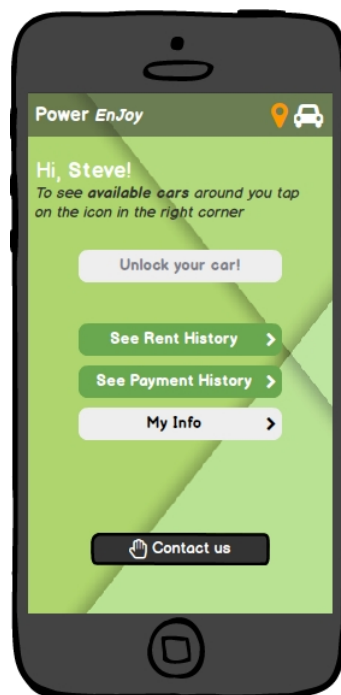 Power EnJoy
Hi, Steve!
To see available cars around you tap
on the icon in the right corner
Unlock your car!
See Rent History
See Payment History
My Info
Contact us